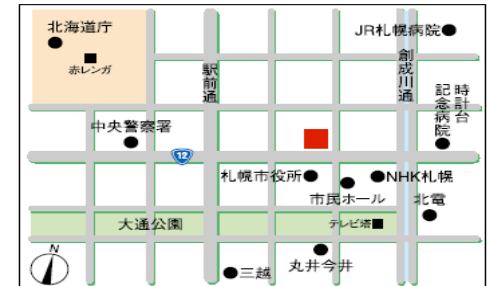 北海道庁
赤レンガ
JR札幌病院
駅前通
創成川通
時計台
記念病院
中央警察署
12
札幌市役所
NHK札幌
市民ホール
北電
大通公園
テレビ塔
N
丸井今井
三越